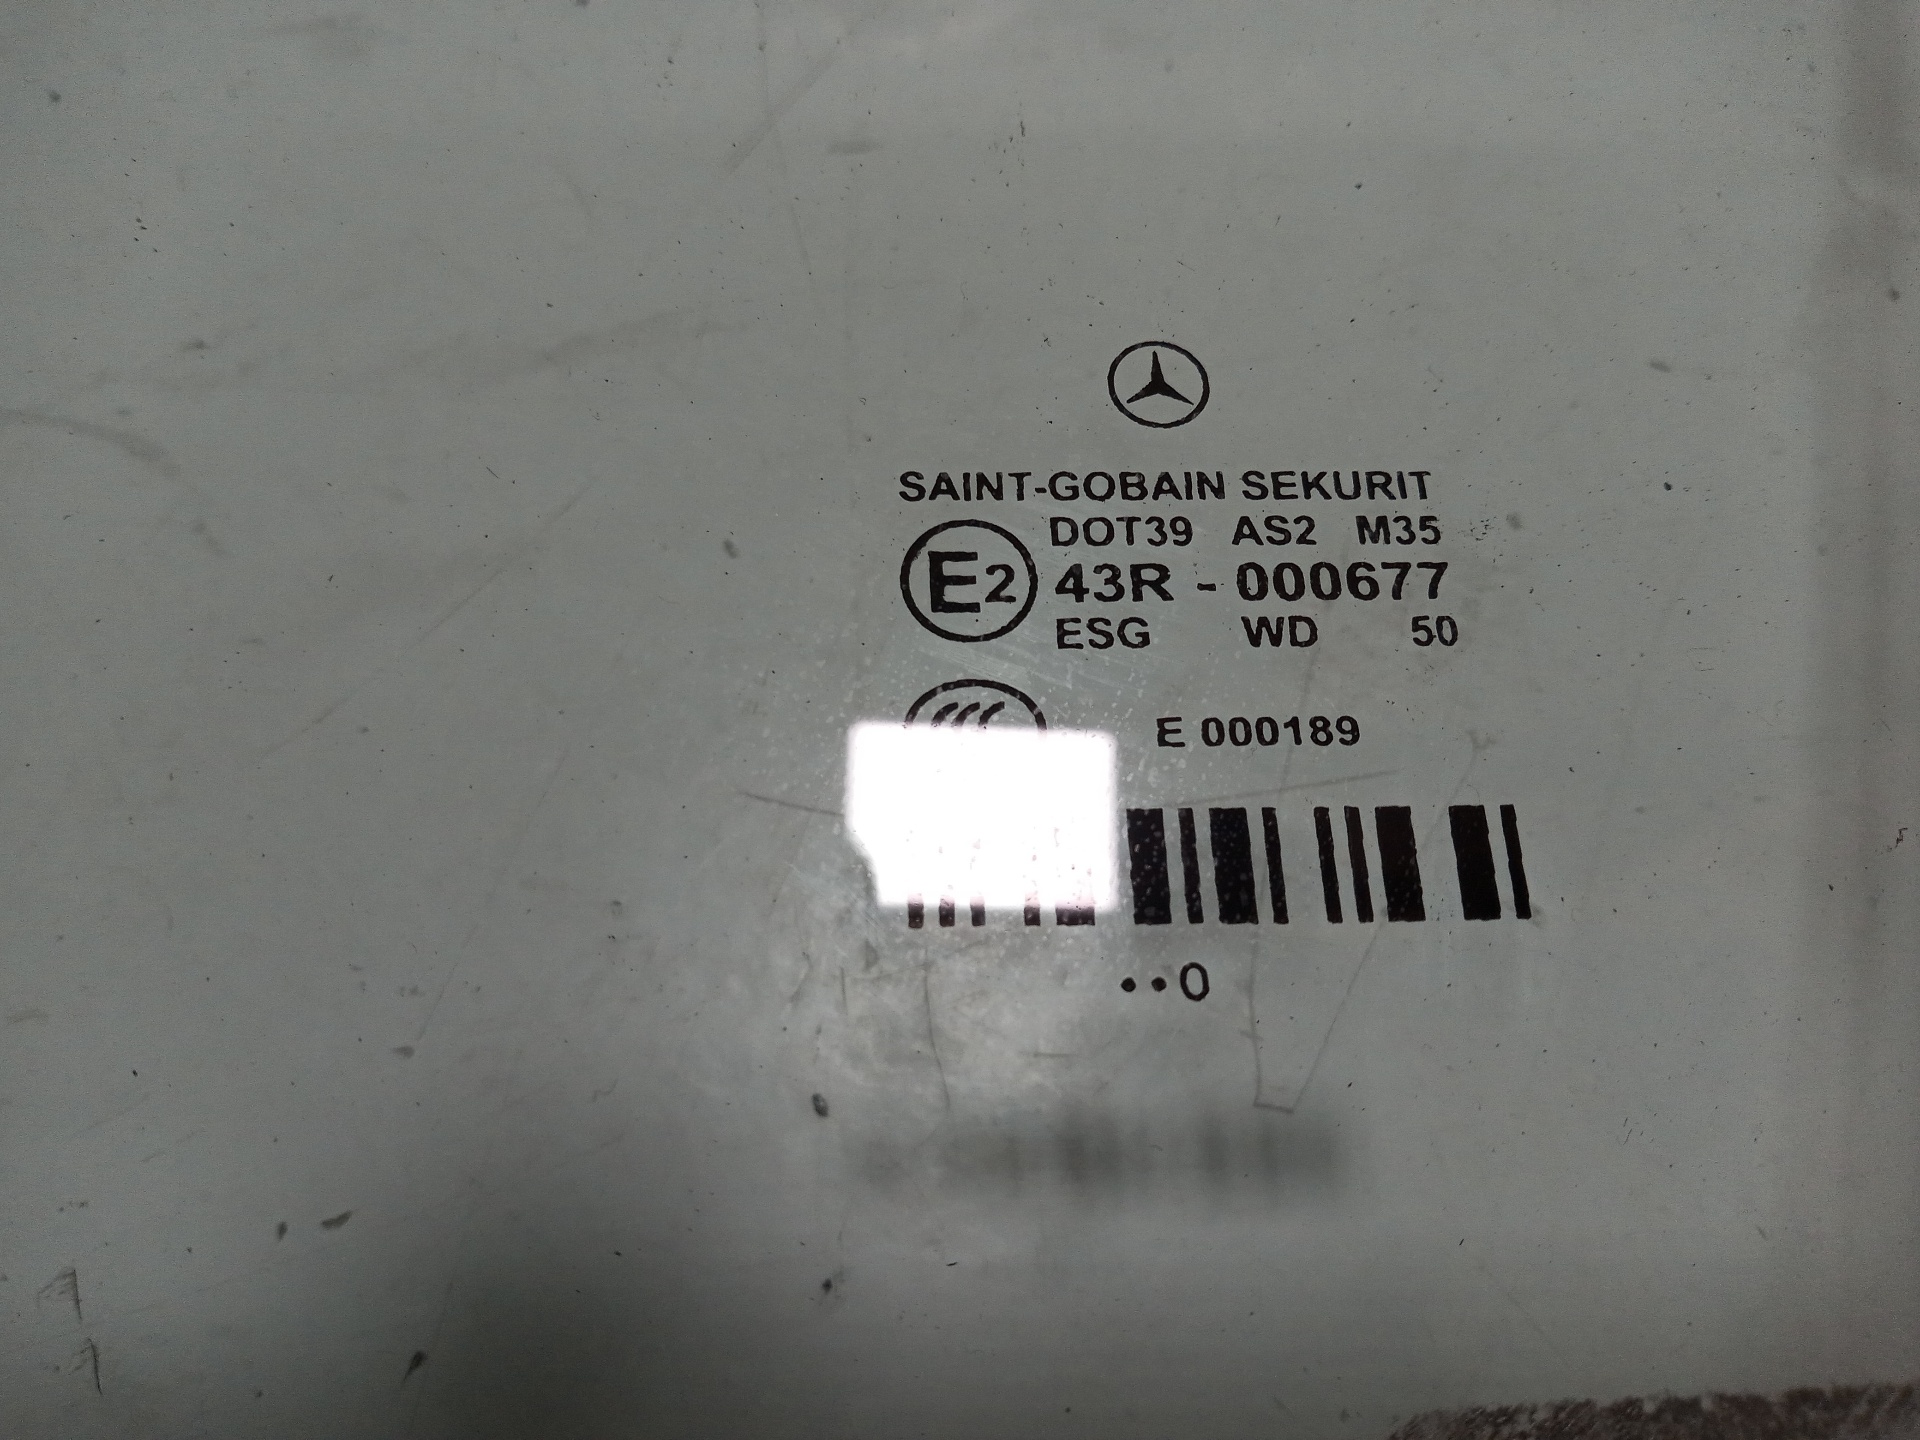 SAINT-GOBAIN SEKURIT
DOT39 AS2 M35
E2 43R - 000677
ESG WD 50
E 000189
••0